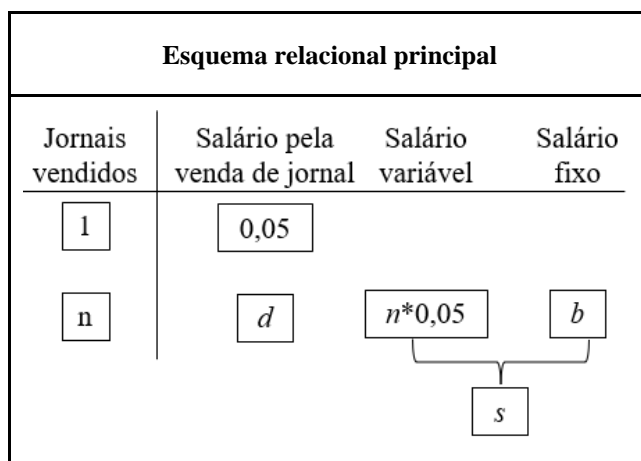 Esquema relacional principal
Jornais vendidos Salário pela venda de jornal Salário variável Salário fixo
1 0,05
n d n*0,05 b
s